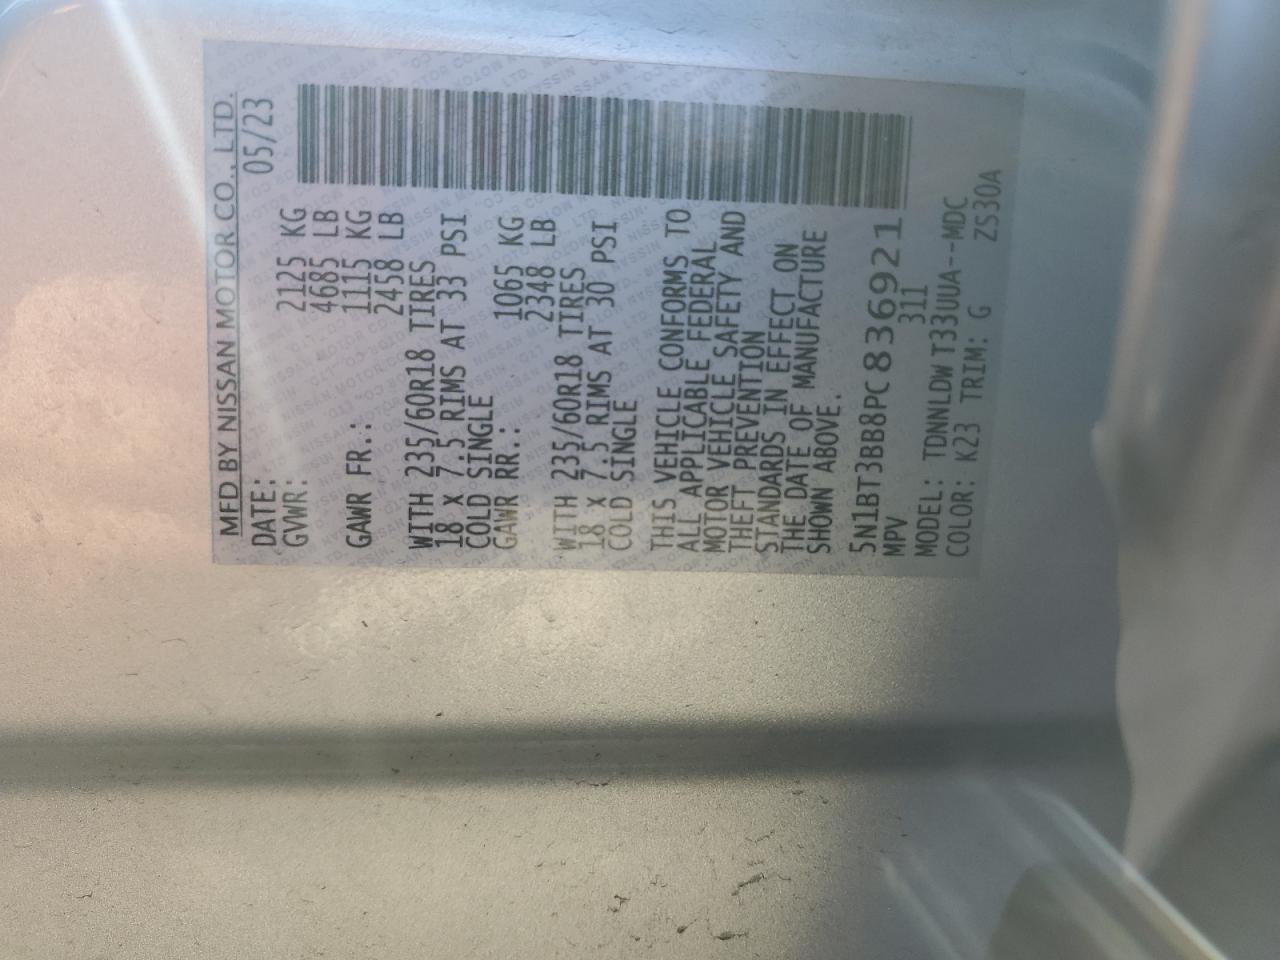 MFD BY NISSAN MOTOR CO., LTD.
DATE: 05/23
GVWR: 2125 KG
4685 LB
GAWR FR.: 1115 KG
2458 LB
WITH 235/60R18 TIRES
18 X 7.5 RIMS AT 33 PSI
COLD SINGLE
GAWR RR.: 1065 KG
2348 LB
WITH 235/60R18 TIRES
18 X 7.5 RIMS AT 30 PSI
COLD SINGLE
THIS VEHICLE CONFORMS TO
ALL APPLICABLE FEDERAL
MOTOR VEHICLE SAFETY AND
THEFT PREVENTION
STANDARDS IN EFFECT ON
THE DATE OF MANUFACTURE
SHOWN ABOVE.
5N1BT3BB8PC836921
MPV 311
MODEL: TDNNLDW T33UUA--MDC
COLOR: K23 TRIM: G ZS30A